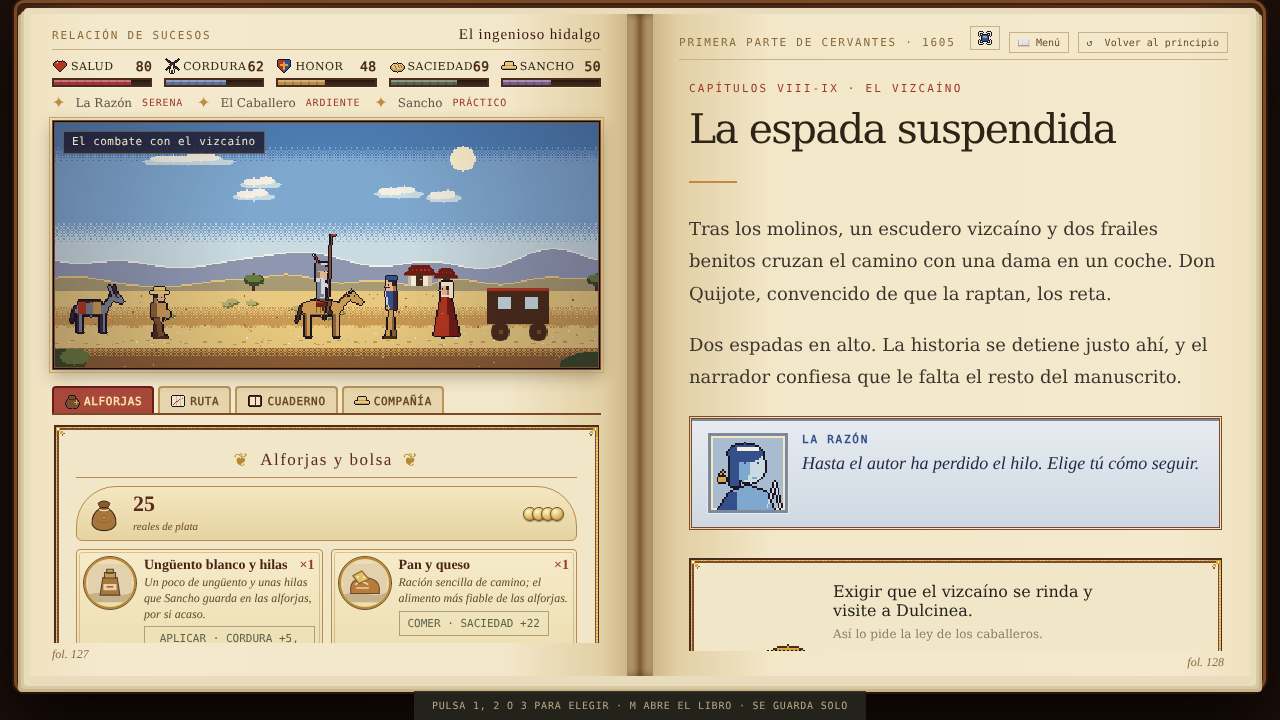 RELACIÓN DE SUCESOS
El ingenioso hidalgo
SALUD 80
CORDURA 62
HONOR 48
SACIEDAD 69
SANCHO 50
La Razón SERENA
El Caballero ARDIENTE
Sancho PRÁCTICO
El combate con el vizcaíno
ALFORJAS
RUTA
CUADERNO
COMPAÑÍA
Alforjas y bolsa
25
reales de plata
Ungüento blanco y hilas ×1
Un poco de ungüento y unas hilas
que Sancho guarda en las alforjas,
por si acaso.
APLICAR · CORDURA +5,
Pan y queso ×1
Ración sencilla de camino; el
alimento más fiable de las alforjas.
COMER · SACIEDAD +22
fol. 127
PRIMERA PARTE DE CERVANTES · 1605
Menú
↺ Volver al principio
CAPÍTULOS VIII-IX · EL VIZCAÍNO
La espada suspendida
Tras los molinos, un escudero vizcaíno y dos frailes
benitos cruzan el camino con una dama en un coche. Don
Quijote, convencido de que la raptan, los reta.
Dos espadas en alto. La historia se detiene justo ahí, y el
narrador confiesa que le falta el resto del manuscrito.
LA RAZÓN
Hasta el autor ha perdido el hilo. Elige tú cómo seguir.
Exigir que el vizcaíno se rinda y
visite a Dulcinea.
Así lo pide la ley de los caballeros.
fol. 128
PULSA 1, 2 O 3 PARA ELEGIR · M ABRE EL LIBRO · SE GUARDA SOLO